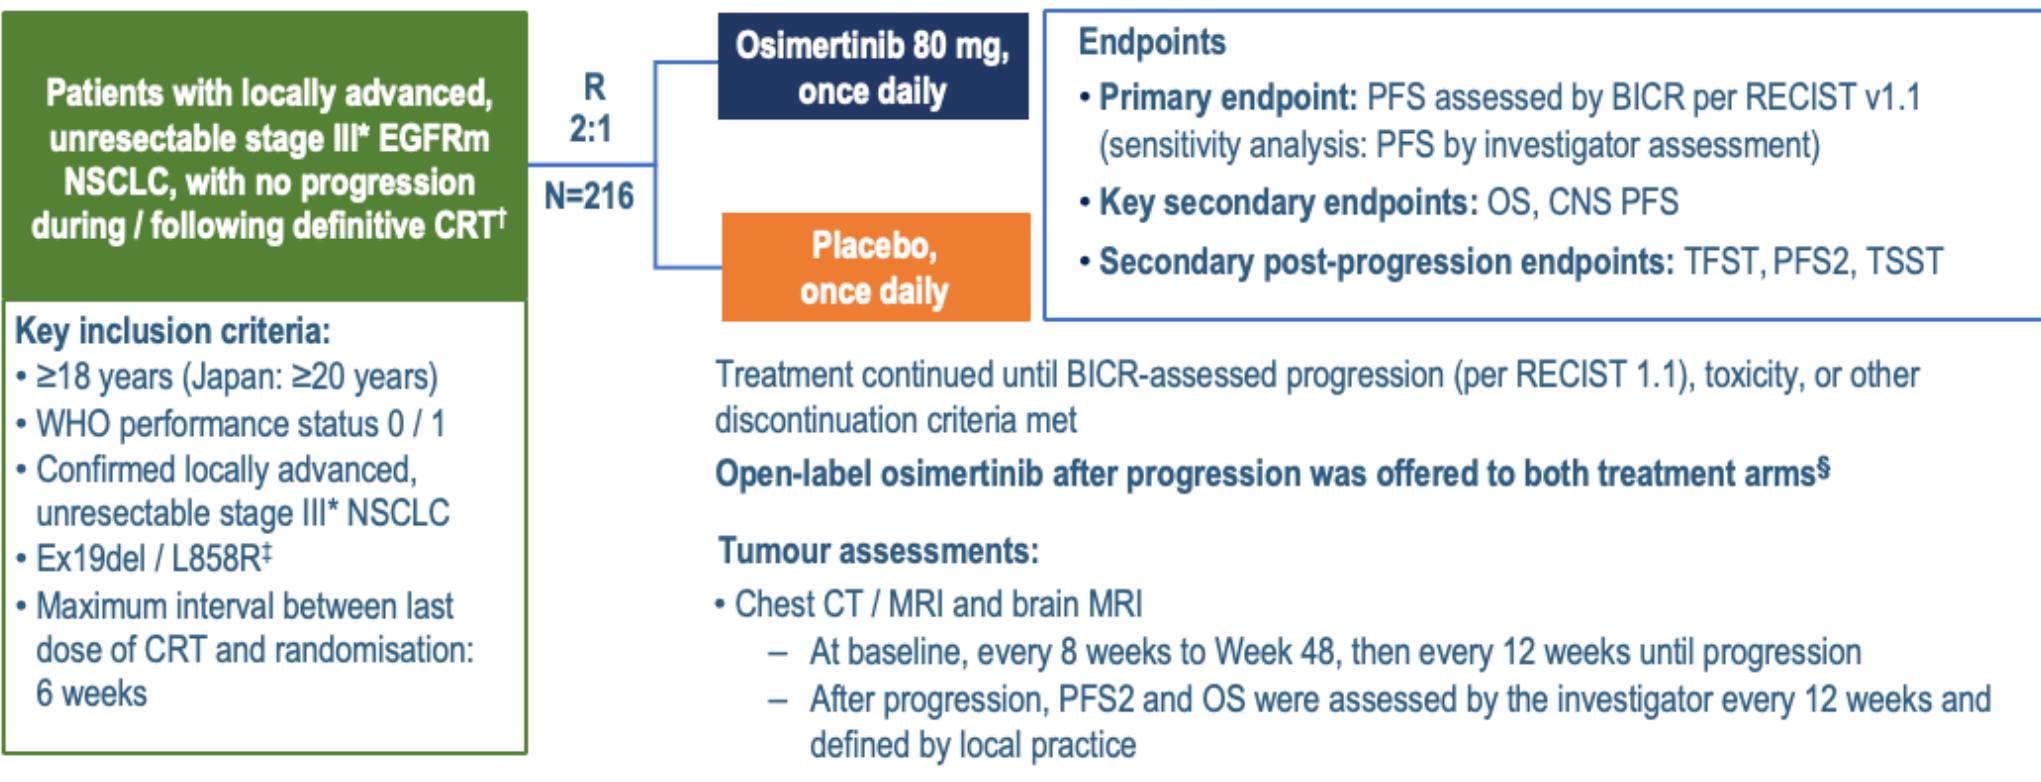 Patients with locally advanced,
unresectable stage III* EGFRm
NSCLC, with no progression
during / following definitive CRT†
Key inclusion criteria:
• ≥18 years (Japan: ≥20 years)
• WHO performance status 0 / 1
• Confirmed locally advanced,
unresectable stage III* NSCLC
• Ex19del / L858R‡
• Maximum interval between last
dose of CRT and randomisation:
6 weeks
R
2:1
N=216
Osimertinib 80 mg,
once daily
Placebo,
once daily
Endpoints
• Primary endpoint: PFS assessed by BICR per RECIST v1.1
(sensitivity analysis: PFS by investigator assessment)
• Key secondary endpoints: OS, CNS PFS
• Secondary post-progression endpoints: TFST, PFS2, TSST
Treatment continued until BICR-assessed progression (per RECIST 1.1), toxicity, or other
discontinuation criteria met
Open-label osimertinib after progression was offered to both treatment arms§
Tumour assessments:
• Chest CT / MRI and brain MRI
– At baseline, every 8 weeks to Week 48, then every 12 weeks until progression
– After progression, PFS2 and OS were assessed by the investigator every 12 weeks and
defined by local practice